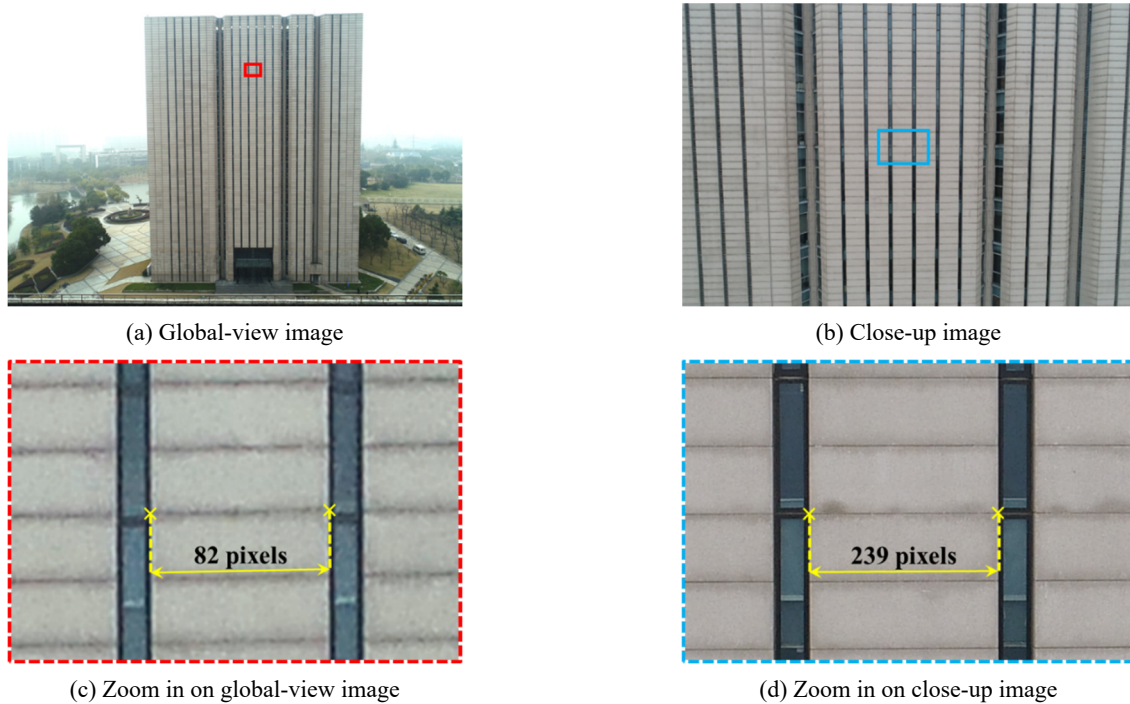 (a) Global-view image
(b) Close-up image
82 pixels
239 pixels
(c) Zoom in on global-view image
(d) Zoom in on close-up image